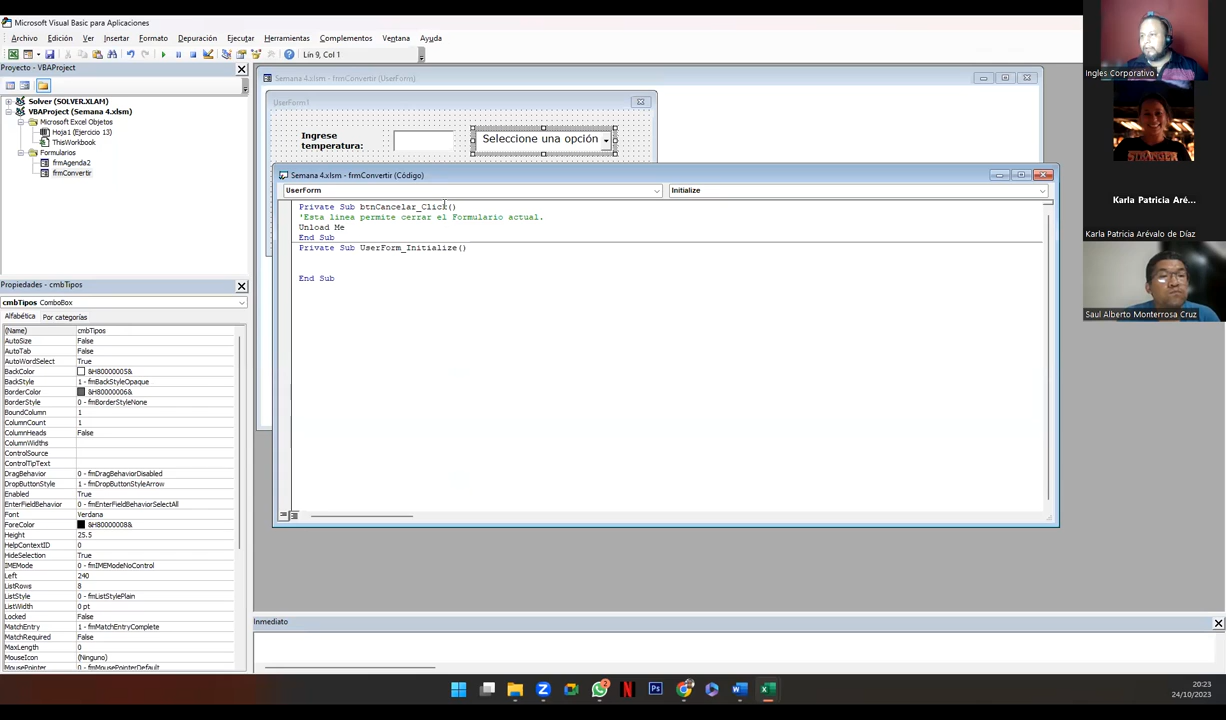 Microsoft Visual Basic para Aplicaciones
Archivo Edición Ver Insertar Formato Depuración Ejecutar Herramientas Complementos Ventana Ayuda
Lín 9, Col 1
Proyecto - VBAProject
Solver (SOLVER.XLAM)
VBAProject (Semana 4.xlsm)
Microsoft Excel Objetos
Hoja1 (Ejercicio 13)
ThisWorkbook
Formularios
frmAgenda2
frmConvertir
Propiedades - cmbTipos
cmbTipos ComboBox
Alfabética Por categorías
(Name) cmbTipos
AutoSize False
AutoTab False
AutoWordSelect True
BackColor &H80000005&
BackStyle 1 - fmBackStyleOpaque
BorderColor &H80000006&
BorderStyle 0 - fmBorderStyleNone
BoundColumn 1
ColumnCount 1
ColumnHeads False
ColumnWidths
ControlSource
ControlTipText
DragBehavior 0 - fmDragBehaviorDisabled
DropButtonStyle 1 - fmDropButtonStyleArrow
Enabled True
EnterFieldBehavior 0 - fmEnterFieldBehaviorSelectAll
Font Verdana
ForeColor &H80000008&
Height 25.5
HelpContextID 0
HideSelection True
IMEMode 0 - fmIMEModeNoControl
Left 240
ListRows 8
ListStyle 0 - fmListStylePlain
ListWidth 0 pt
Locked False
MatchEntry 1 - fmMatchEntryComplete
MatchRequired False
MaxLength 0
MouseIcon (Ninguno)
MousePointer 0 - fmMousePointerDefault
Semana 4.xlsm - frmConvertir (UserForm)
UserForm1
Ingrese
temperatura:
Seleccione una opción
Semana 4.xlsm - frmConvertir (Código)
UserForm Initialize
Private Sub btnCancelar_Click()
'Esta linea permite cerrar el Formulario actual.
Unload Me
End Sub
Private Sub UserForm_Initialize()
End Sub
Inmediato
Ingles Corporativo
STRANGER
Karla Patricia Aré...
Karla Patricia Arévalo de Díaz
Saul Alberto Monterrosa Cruz
2
20:23
24/10/2023